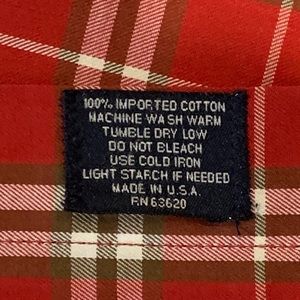 100% IMPORTED COTTON
MACHINE WASH WARM
TUMBLE DRY LOW
DO NOT BLEACH
USE COLD IRON
LIGHT STARCH IF NEEDED
MADE IN U.S.A.
RN 63620